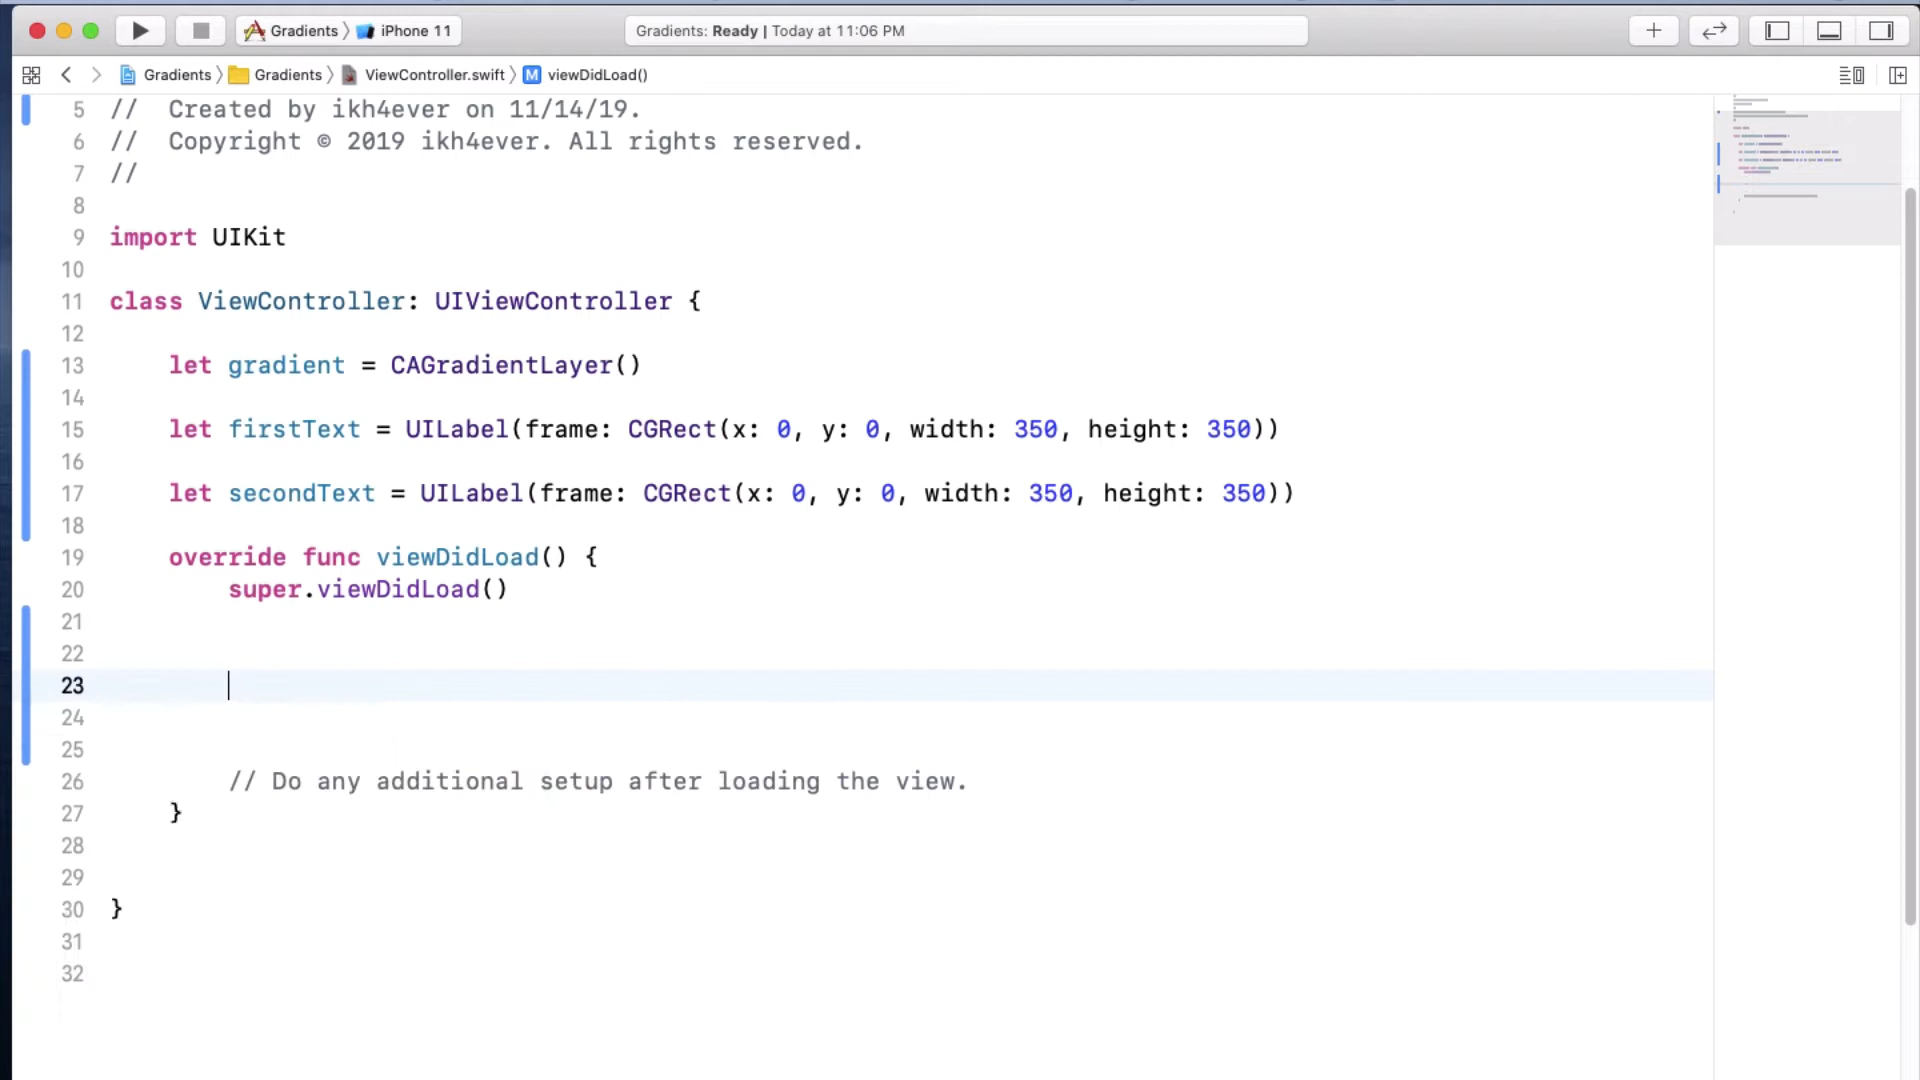 Gradients iPhone 11
Gradients: Ready | Today at 11:06 PM
Gradients Gradients ViewController.swift M viewDidLoad()
5 //  Created by ikh4ever on 11/14/19.
6 //  Copyright © 2019 ikh4ever. All rights reserved.
7 //
8
9 import UIKit
10
11 class ViewController: UIViewController {
12
13     let gradient = CAGradientLayer()
14
15     let firstText = UILabel(frame: CGRect(x: 0, y: 0, width: 350, height: 350))
16
17     let secondText = UILabel(frame: CGRect(x: 0, y: 0, width: 350, height: 350))
18
19     override func viewDidLoad() {
20         super.viewDidLoad()
21
22
23
24
25
26         // Do any additional setup after loading the view.
27     }
28
29
30 }
31
32